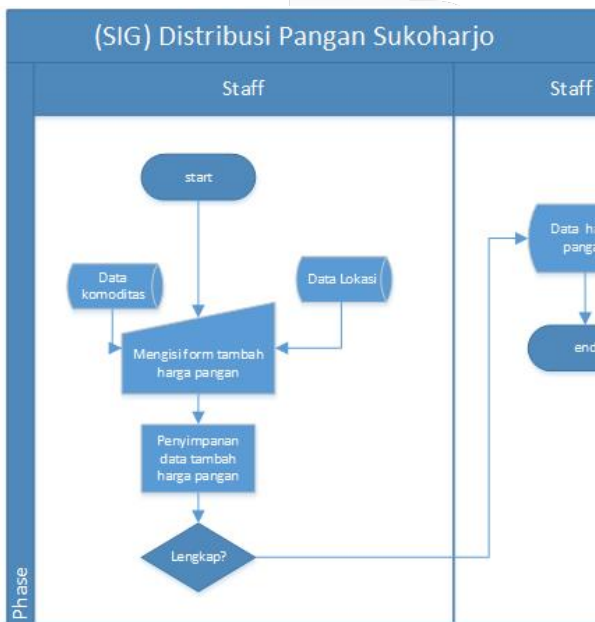 (SIG) Distribusi Pangan Sukoharjo
Staff
Staff
start
Data
komoditas
Data Lokasi
Mengisi form tambah
harga pangan
Penyimpanan
data tambah
harga pangan
Lengkap?
Data
Phase